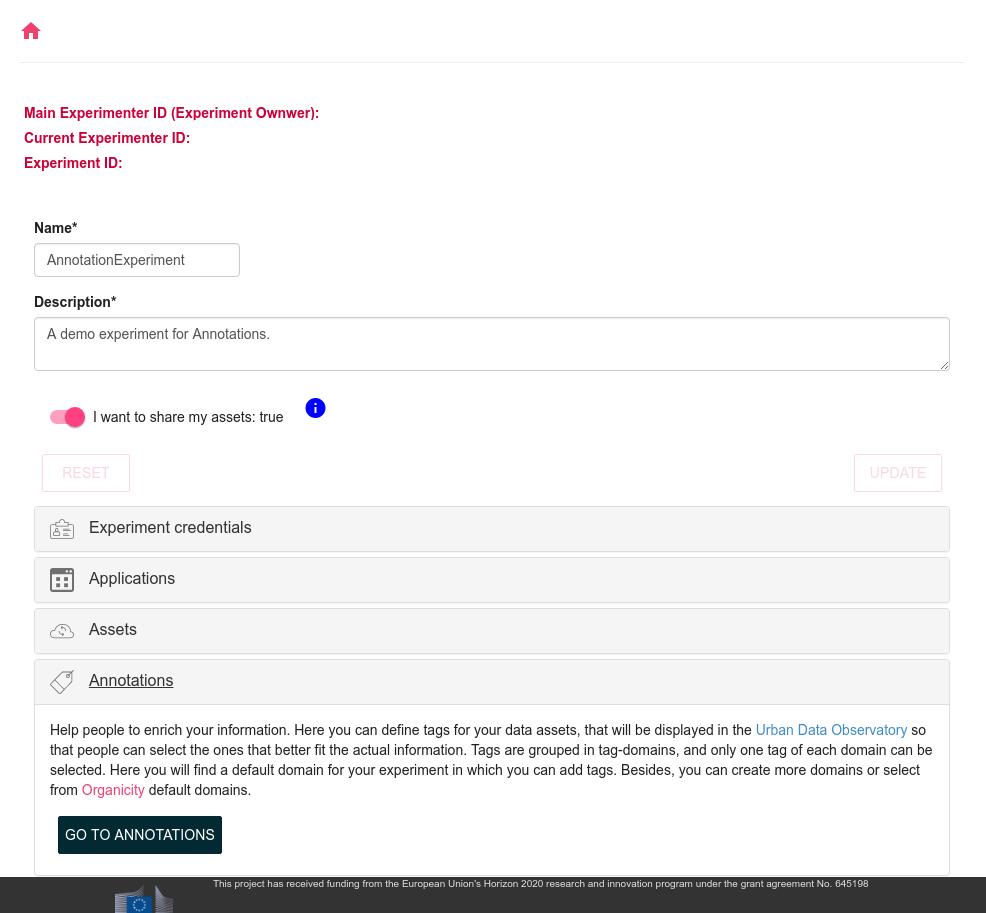 Main Experimenter ID (Experiment Ownwer):
Current Experimenter ID:
Experiment ID:
Name*
AnnotationExperiment
Description*
A demo experiment for Annotations.
I want to share my assets: true
RESET
UPDATE
Experiment credentials
Applications
Assets
Annotations
Help people to enrich your information. Here you can define tags for your data assets, that will be displayed in the Urban Data Observatory so
that people can select the ones that better fit the actual information. Tags are grouped in tag-domains, and only one tag of each domain can be
selected. Here you will find a default domain for your experiment in which you can add tags. Besides, you can create more domains or select
from Organicity default domains.
GO TO ANNOTATIONS
This project has received funding from the European Union's Horizon 2020 research and innovation program under the grant agreement No. 645198